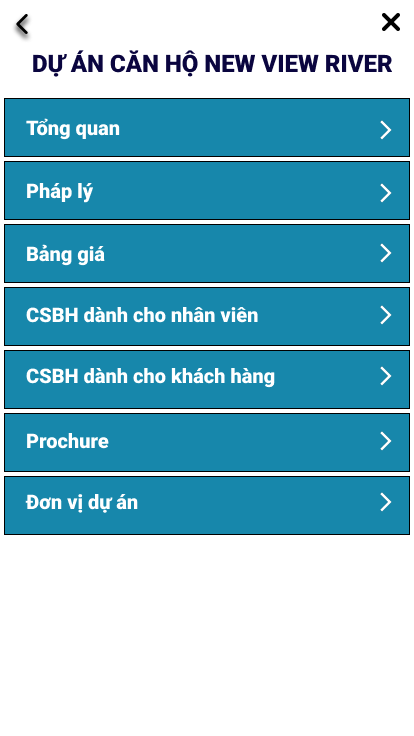 DỰ ÁN CĂN HỘ NEW VIEW RIVER
Tổng quan
Pháp lý
Bảng giá
CSBH dành cho nhân viên
CSBH dành cho khách hàng
Prochure
Đơn vị dự án